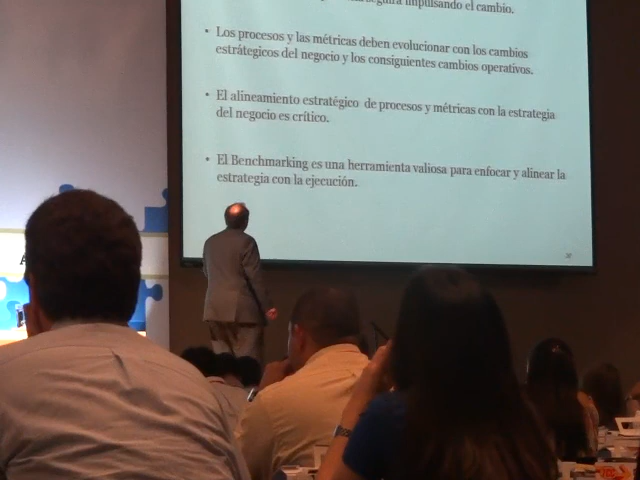 impulsando el cambio.
• Los procesos y las métricas deben evolucionar con los cambios
estrátegicos del negocio y los consiguientes cambios operativos.
• El alineamiento estratégico de procesos y métricas con la estrategia
del negocio es crítico.
• El Benchmarking es una herramienta valiosa para enfocar y alinear la
estrategia con la ejecución.